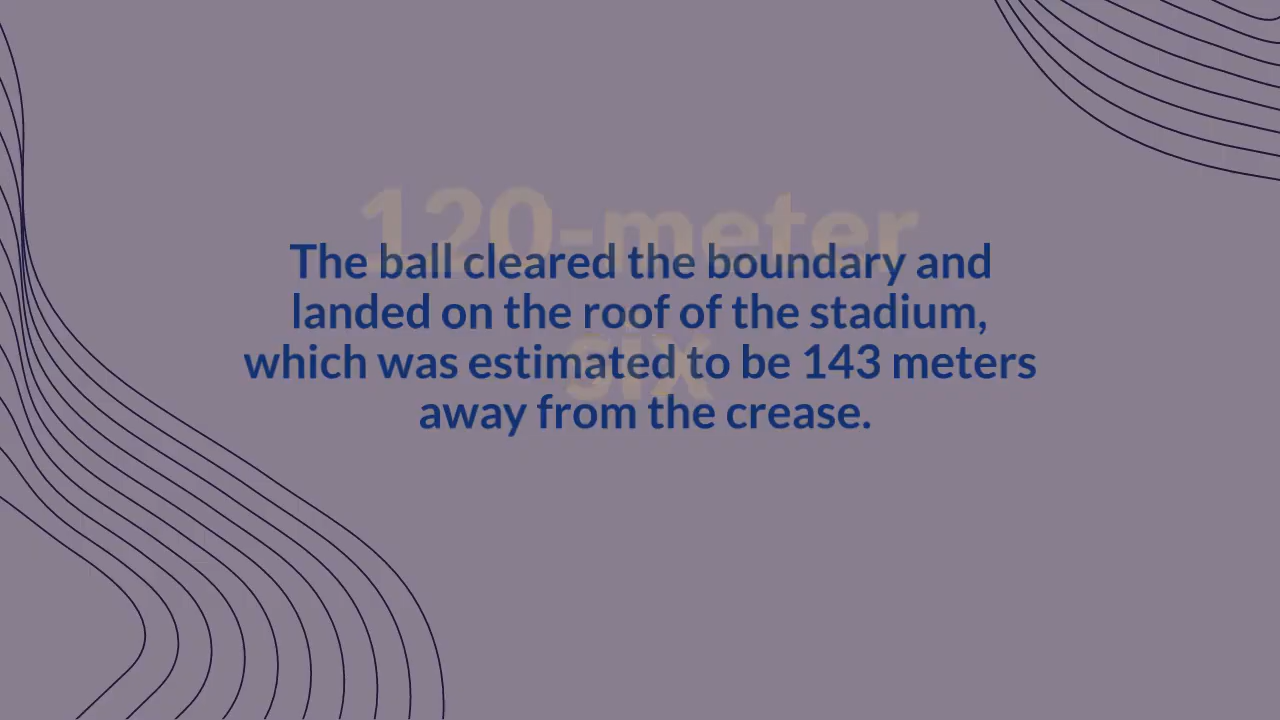 120-meter
six
The ball cleared the boundary and
landed on the roof of the stadium,
which was estimated to be 143 meters
away from the crease.